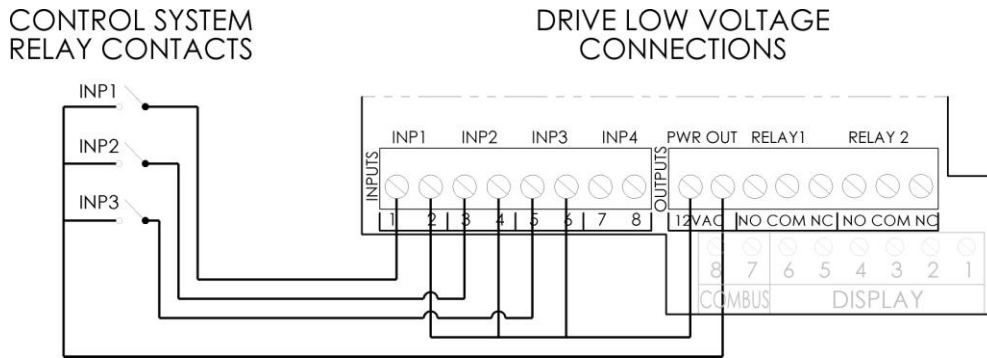 CONTROL SYSTEM
RELAY CONTACTS
DRIVE LOW VOLTAGE
CONNECTIONS
INP1
INP2
INP3
INPUTS
INP1 INP2 INP3 INP4
1 2 3 4 5 6 7 8
OUTPUTS
PWR OUT RELAY1 RELAY 2
12VAC NO COM NC NO COM NC
8 7 6 5 4 3 2 1
COMBUS DISPLAY